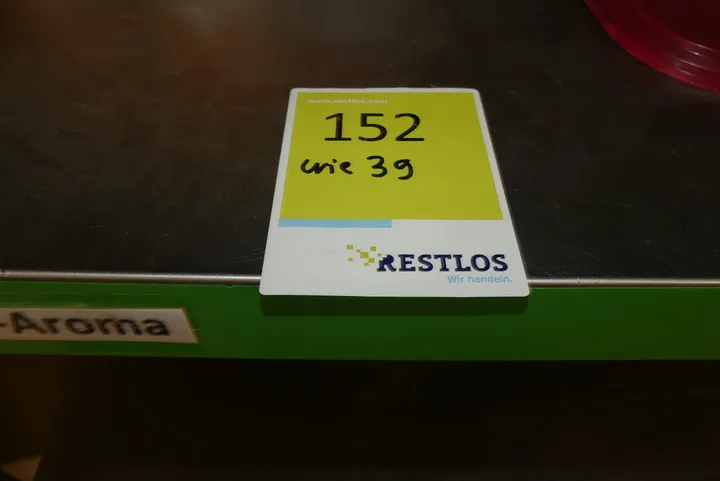 www.restlos.com
152
wie 39
RESTLOS
Wir handeln.
-Aroma